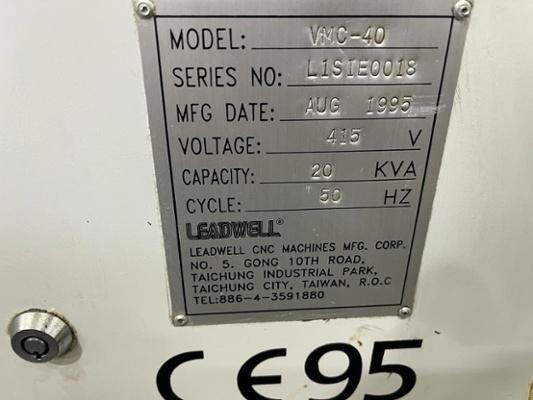 MODEL: VMC-40
SERIES NO: L1SIE0018
MFG DATE: AUG 1995
VOLTAGE: 415 V
CAPACITY: 20 KVA
CYCLE: 50 HZ
LEADWELL®
LEADWELL CNC MACHINES MFG. CORP.
NO. 5. GONG 10TH ROAD,
TAICHUNG INDUSTRIAL PARK,
TAICHUNG CITY, TAIWAN, R.O.C
TEL:886-4-3591880
CE95